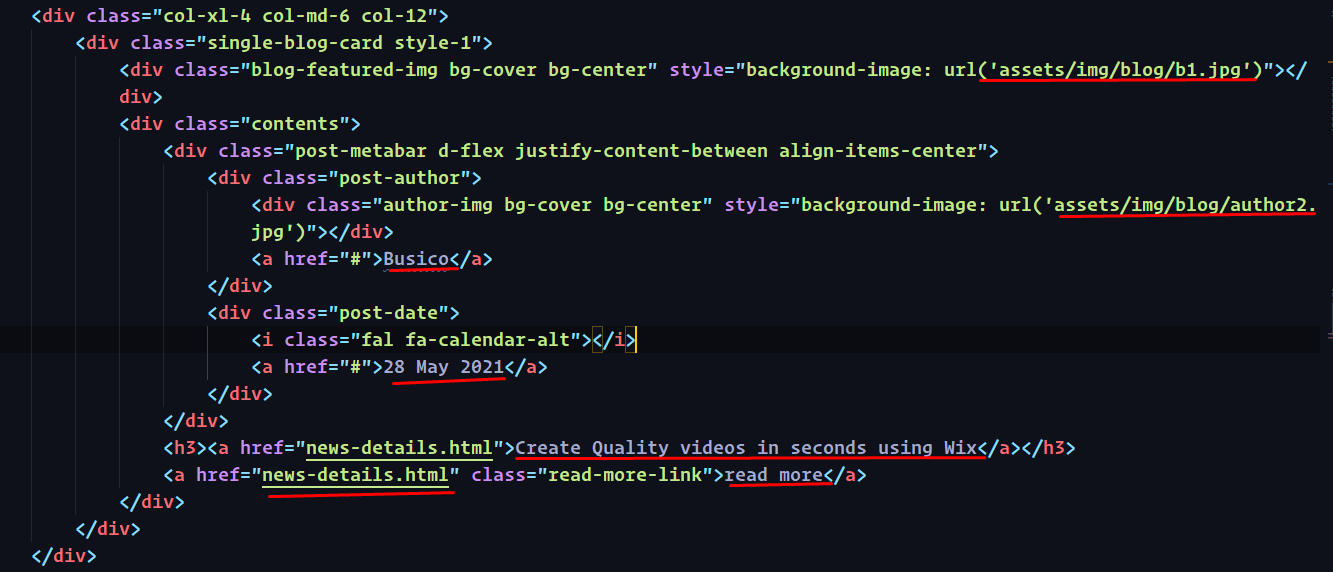 <div class="col-xl-4 col-md-6 col-12">
<div class="single-blog-card style-1">
<div class="blog-featured-img bg-cover bg-center" style="background-image: url('assets/img/blog/b1.jpg')"></
div>
<div class="contents">
<div class="post-metabar d-flex justify-content-between align-items-center">
<div class="post-author">
<div class="author-img bg-cover bg-center" style="background-image: url('assets/img/blog/author2.
jpg')"></div>
<a href="#">Busico</a>
</div>
<div class="post-date">
<i class="fal fa-calendar-alt"></i>
<a href="#">28 May 2021</a>
</div>
</div>
<h3><a href="news-details.html">Create Quality videos in seconds using Wix</a></h3>
<a href="news-details.html" class="read-more-link">read more</a>
</div>
</div>
</div>